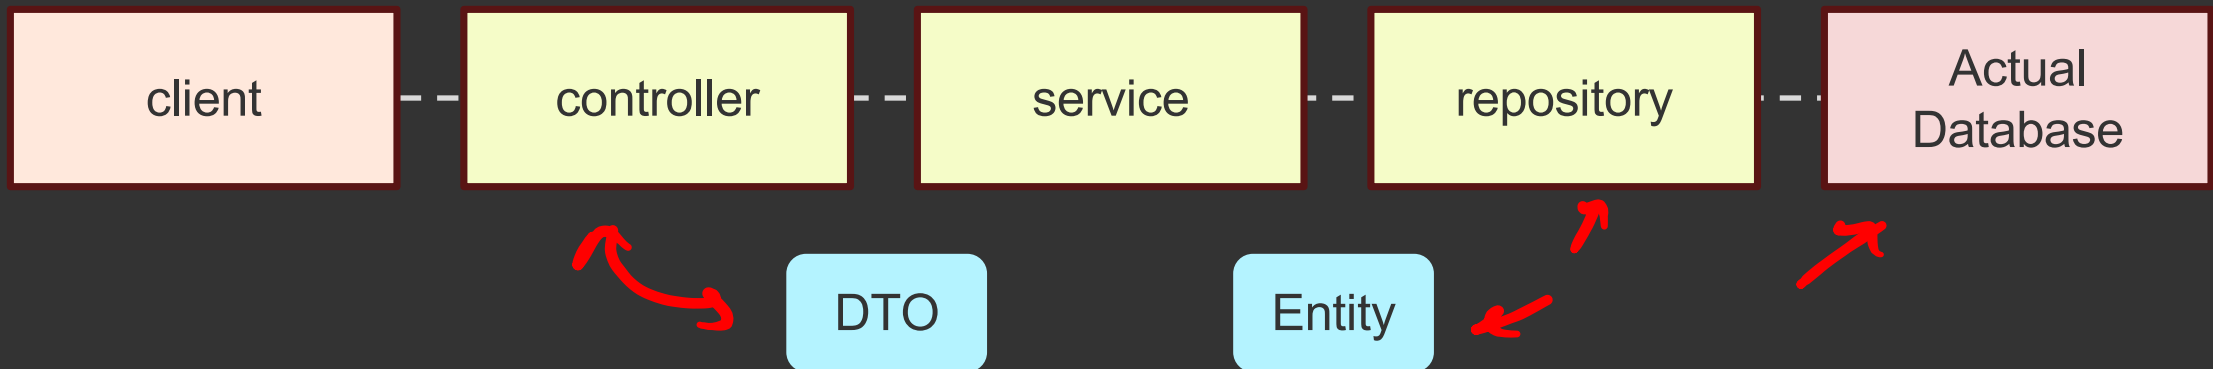 client
controller
service
repository
Actual
Database
DTO
Entity